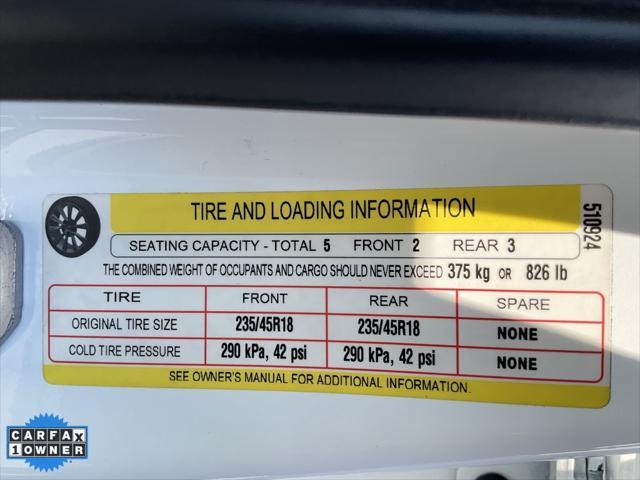 TIRE AND LOADING INFORMATION
510924
SEATING CAPACITY - TOTAL 5 FRONT 2 REAR 3
THE COMBINED WEIGHT OF OCCUPANTS AND CARGO SHOULD NEVER EXCEED 375 kg OR 826 lb
TIRE FRONT REAR SPARE
ORIGINAL TIRE SIZE 235/45R18 235/45R18 NONE
COLD TIRE PRESSURE 290 kPa, 42 psi 290 kPa, 42 psi NONE
SEE OWNER'S MANUAL FOR ADDITIONAL INFORMATION.
CARFAX
1 OWNER